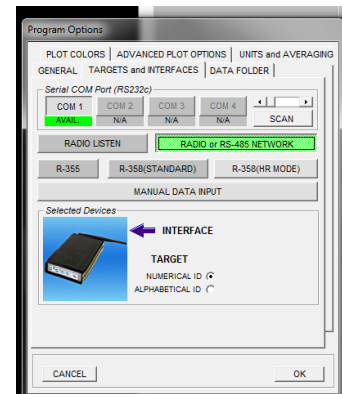 Program Options
PLOT COLORS ADVANCED PLOT OPTIONS UNITS and AVERAGING
GENERAL TARGETS and INTERFACES DATA FOLDER
Serial COM Port (RS232c)
COM 1 COM 2 COM 3 COM 4
AVAIL. N/A N/A N/A SCAN
RADIO LISTEN RADIO or RS-485 NETWORK
R-355 R-358(STANDARD) R-358(HR MODE)
MANUAL DATA INPUT
Selected Devices
INTERFACE
TARGET
NUMERICAL ID
ALPHABETICAL ID
CANCEL OK